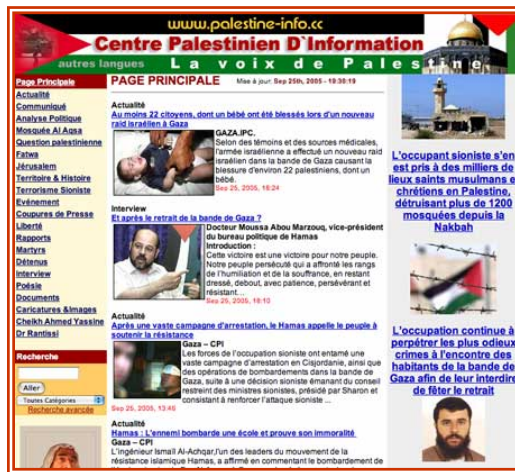 www.palestine-info.cc
Centre Palestinien D`Information
autres langues
La voix de Palestine
Page Principale
Actualité
Communiqué
Analyse Politique
Mosquée Al Aqsa
Question palestinienne
Fatwa
Jérusalem
Territoire & Histoire
Terrorisme Sioniste
Evénement
Coupures de Presse
Liberté
Rapports
Martyrs
Détenus
Interview
Poésie
Documents
Caricatures &Images
Cheikh Ahmed Yassine
Dr Rantissi
Recherche
Aller
Toutes Catégories
Recherche avancée
PAGE PRINCIPALE
Mise à jour: Sep 25th, 2005 - 18:30:19
Actualité
Au moins 22 citoyens, dont un bébé ont été blessés lors d'un nouveau
raid israélien à Gaza
GAZA.IPC.
Selon des témoins et des sources médicales,
l'armée israélienne a effectué un nouveau raid
israélien dans la bande de Gaza causant la
blessure d'environ 22 palestiniens, dont un
bébé.
Sep 25, 2005, 18:24
Interview
Et après le retrait de la bande de Gaza ?
Docteur Moussa Abou Marzouq, vice-président
du bureau politique de Hamas
Introduction :
Cette victoire est une victoire pour notre peuple.
Notre peuple persécuté qui a affronté les rangs
de l'humiliation et de la souffrance, en restant
dressé, debout, avec patience, persévérant et
résistant...
Sep 25, 2005, 18:10
Actualité
Après une vaste campagne d'arrestation, le Hamas appelle le peuple à
soutenir la résistance
Gaza – CPI
Les forces de l'occupation sioniste ont entamé une
vaste campagne d'arrestation en Cisjordanie, ainsi que
des opérations de bombardements dans la bande de
Gaza, suite à une décision sioniste émanant du conseil
restreint des ministres sionistes, présidé par Sharon et
consistant à renforcer l'attaque sioniste ...
Sep 25, 2005, 13:48
Actualité
Hamas : L'ennemi bombarde une école et prouve son immoralité
Gaza – CPI
L'ingénieur Ismaïl Al-Achqar,l'un des leaders du mouvement de la
résistance islamique Hamas, a affirmé en commentant le bombardement de
L'occupant sioniste s'en
est pris à des milliers de
lieux saints musulmans e
chrétiens en Palestine,
détruisant plus de 1200
mosquées depuis la
Nakbah
L'occupation continue à
perpétrer les plus odieux
crimes à l'encontre des
habitants de la bande de
Gaza afin de leur interdire
de fêter le retrait